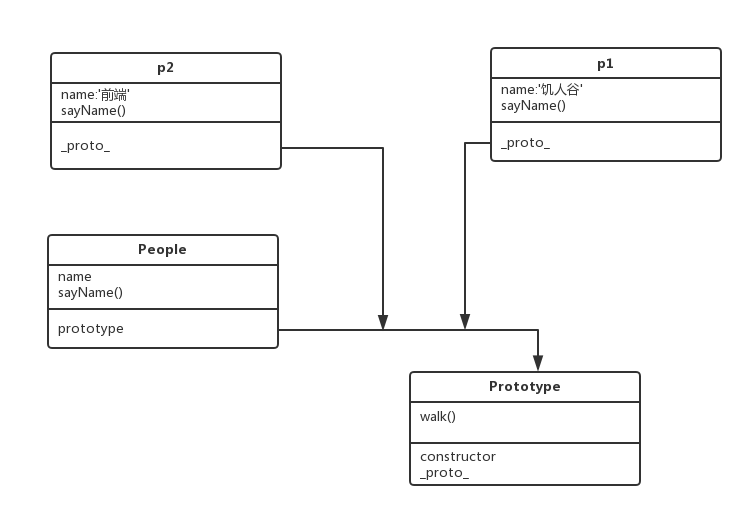 p2
name:'前端'
sayName()
_proto_
p1
name:'饥人谷'
sayName()
_proto_
People
name
sayName()
prototype
Prototype
walk()
constructor
_proto_